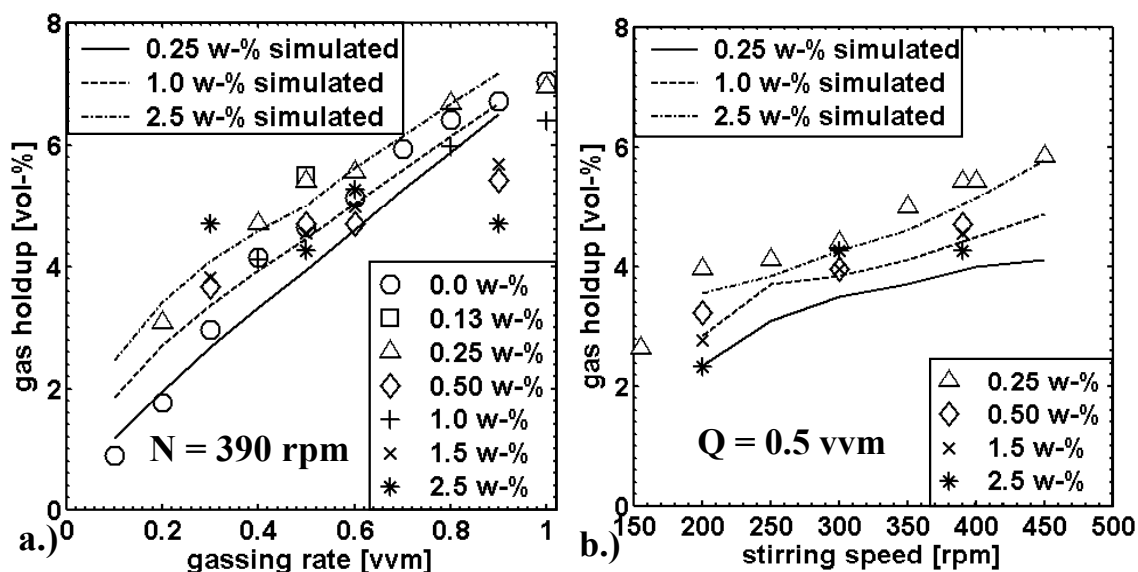 8
0.25 w-% simulated
1.0 w-% simulated
2.5 w-% simulated
6
4
2
0
gas holdup [vol-%]
0.0 w-%
0.13 w-%
0.25 w-%
0.50 w-%
1.0 w-%
1.5 w-%
2.5 w-%
N = 390 rpm
0 0.2 0.4 0.6 0.8 1
a.) gassing rate [vvm]
8
0.25 w-% simulated
1.0 w-% simulated
2.5 w-% simulated
6
4
2
0
gas holdup [vol-%]
0.25 w-%
0.50 w-%
1.5 w-%
2.5 w-%
Q = 0.5 vvm
150 200 250 300 350 400 450 500
b.) stirring speed [rpm]